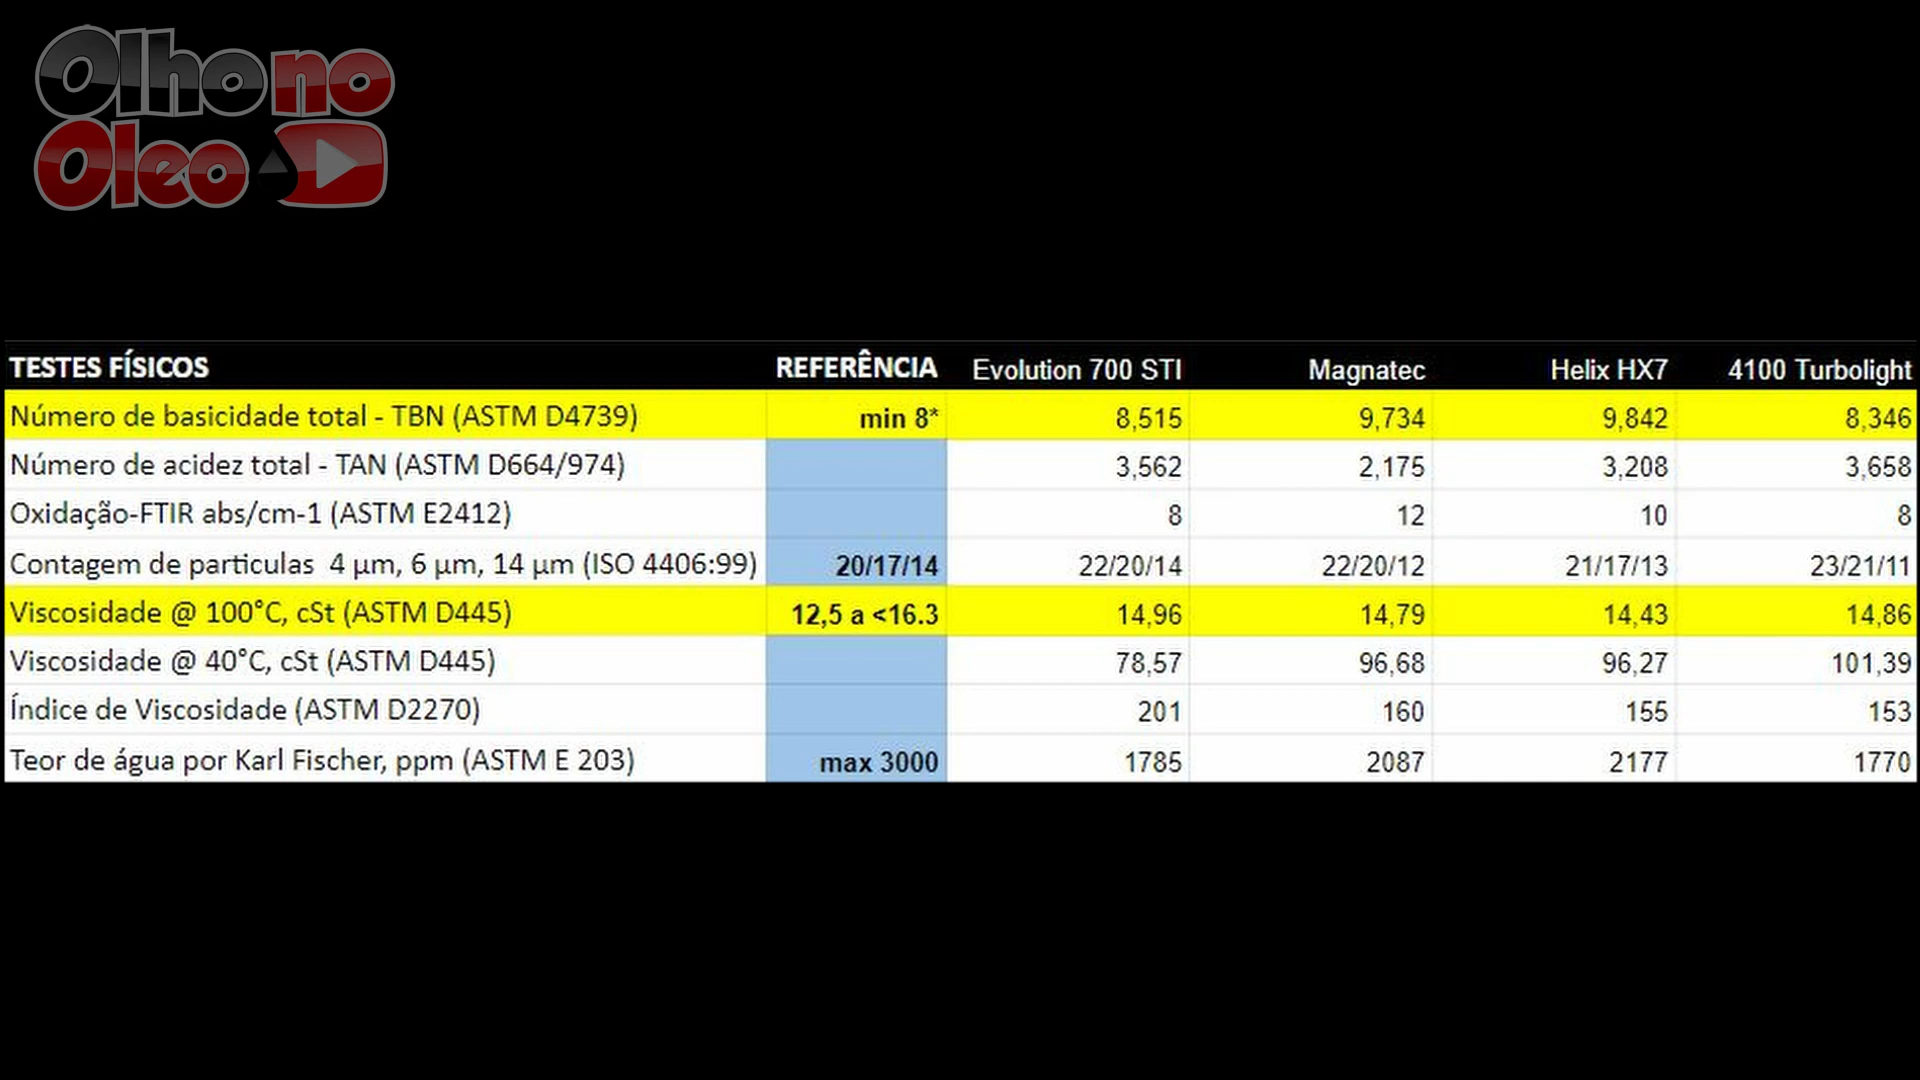 Olho no
Oleo
TESTES FÍSICOS REFERÊNCIA Evolution 700 STI Magnatec Helix HX7 4100 Turbolight
Número de basicidade total - TBN (ASTM D4739) min 8* 8,515 9,734 9,842 8,346
Número de acidez total - TAN (ASTM D664/974) 3,562 2,175 3,208 3,658
Oxidação-FTIR abs/cm-1 (ASTM E2412) 8 12 10 8
Contagem de particulas 4 µm, 6 µm, 14 µm (ISO 4406:99) 20/17/14 22/20/14 22/20/12 21/17/13 23/21/11
Viscosidade @ 100°C, cSt (ASTM D445) 12,5 a <16.3 14,96 14,79 14,43 14,86
Viscosidade @ 40°C, cSt (ASTM D445) 78,57 96,68 96,27 101,39
Índice de Viscosidade (ASTM D2270) 201 160 155 153
Teor de água por Karl Fischer, ppm (ASTM E 203) max 3000 1785 2087 2177 1770